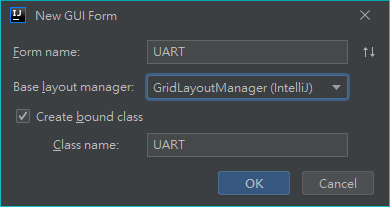 IJ New GUI Form
Form name: UART
Base layout manager: GridLayoutManager (IntelliJ)
Create bound class
Class name: UART
OK Cancel